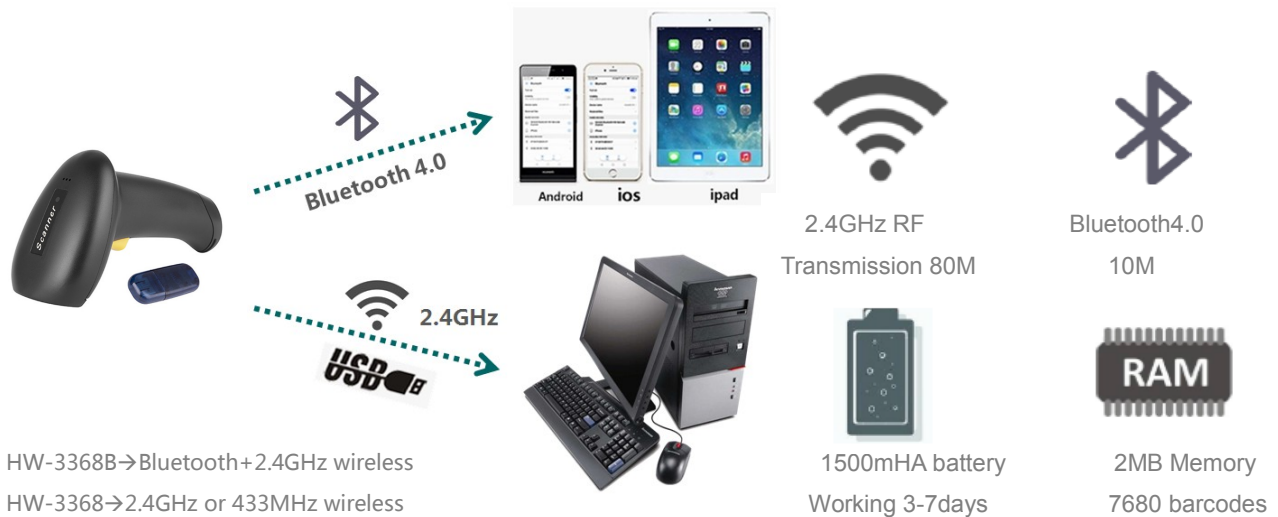 Bluetooth 4.0
Scanner
Android
ios
ipad
2.4GHz
USB
2.4GHz RF
Transmission 80M
Bluetooth4.0
10M
RAM
1500mHA battery
Working 3-7days
2MB Memory
7680 barcodes
HW-3368B→Bluetooth+2.4GHz wireless
HW-3368→2.4GHz or 433MHz wireless